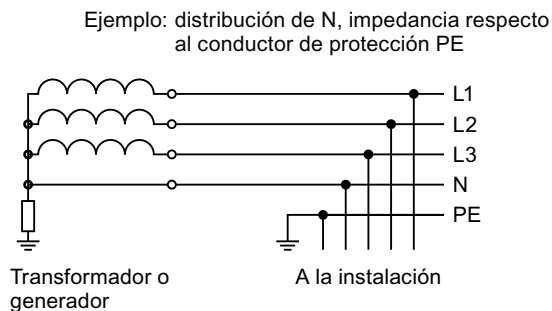 Ejemplo: distribución de N, impedancia respecto
al conductor de protección PE
L1
L2
L3
N
PE
Transformador o
generador
A la instalación